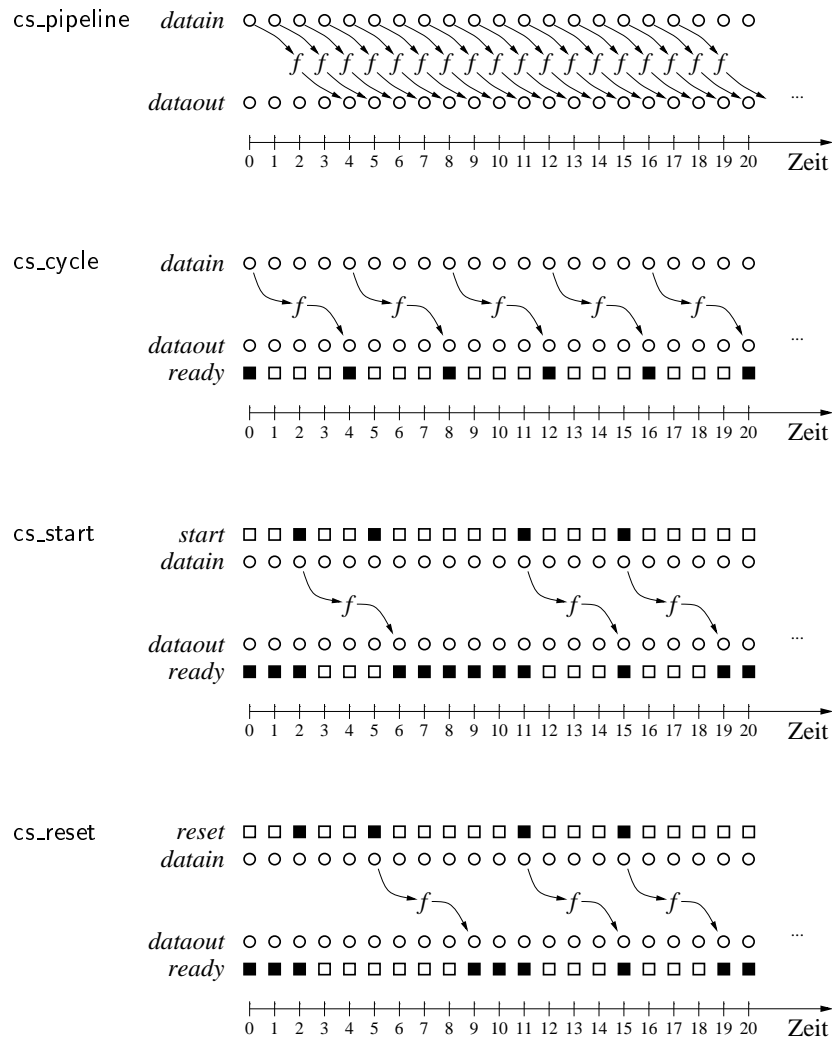 cs_pipeline datain
f f f f f f f f f f f f f f f f f f
dataout ...
0 1 2 3 4 5 6 7 8 9 10 11 12 13 14 15 16 17 18 19 20
Zeit
cs_cycle datain
f f f f f
dataout ...
ready
0 1 2 3 4 5 6 7 8 9 10 11 12 13 14 15 16 17 18 19 20
Zeit
cs_start start
datain
f f f
dataout ...
ready
0 1 2 3 4 5 6 7 8 9 10 11 12 13 14 15 16 17 18 19 20
Zeit
cs_reset reset
datain
f f f
dataout ...
ready
0 1 2 3 4 5 6 7 8 9 10 11 12 13 14 15 16 17 18 19 20
Zeit